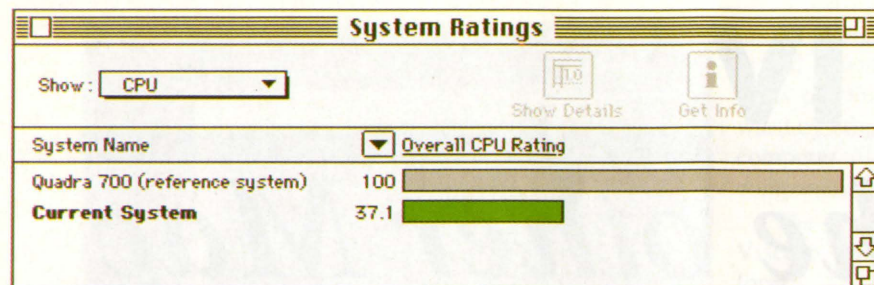 System Ratings
Show: CPU
Show Details
Get Info
System Name
Overall CPU Rating
Quadra 700 (reference system) 100
Current System 37.1